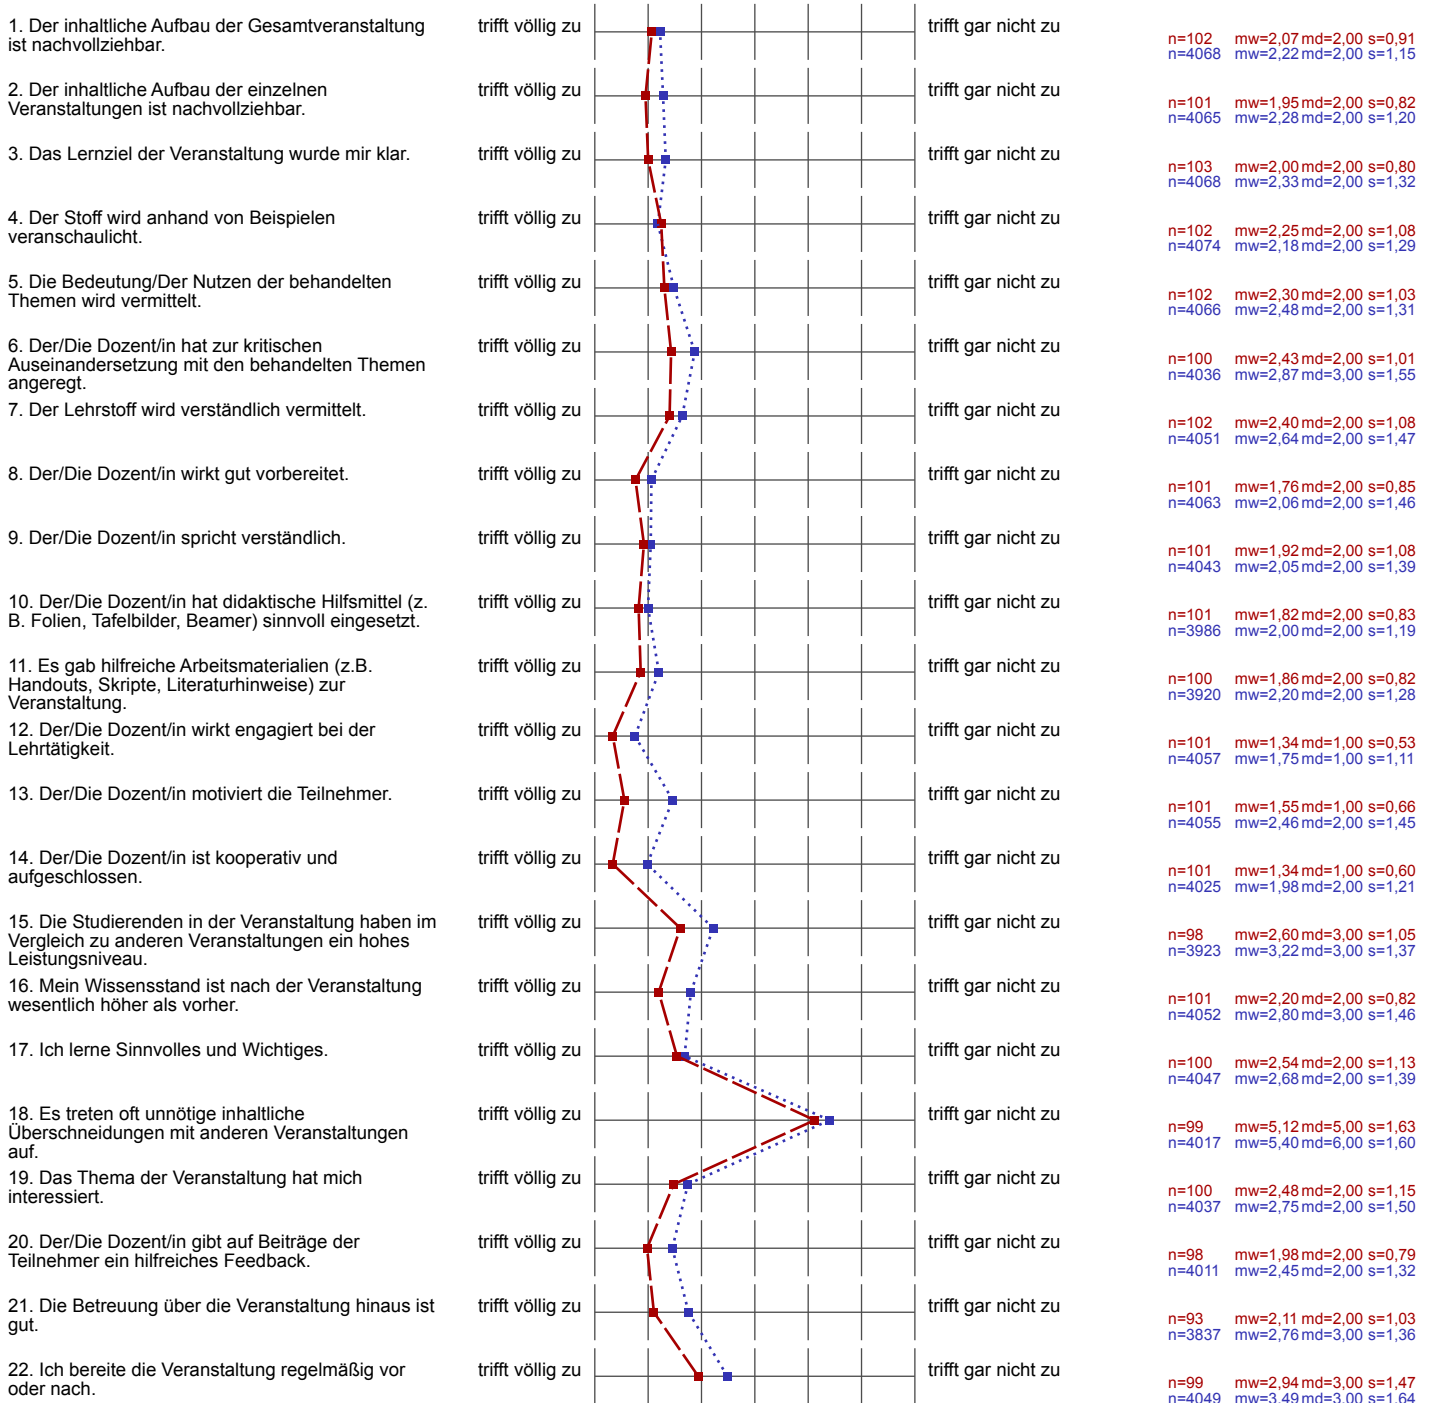 1. Der inhaltliche Aufbau der Gesamtveranstaltung
ist nachvollziehbar.
trifft völlig zu
trifft gar nicht zu
n=102 mw=2,07 md=2,00 s=0,91
n=4068 mw=2,22 md=2,00 s=1,15
2. Der inhaltliche Aufbau der einzelnen
Veranstaltungen ist nachvollziehbar.
trifft völlig zu
trifft gar nicht zu
n=101 mw=1,95 md=2,00 s=0,82
n=4065 mw=2,28 md=2,00 s=1,20
3. Das Lernziel der Veranstaltung wurde mir klar.
trifft völlig zu
trifft gar nicht zu
n=103 mw=2,00 md=2,00 s=0,80
n=4068 mw=2,33 md=2,00 s=1,32
4. Der Stoff wird anhand von Beispielen
veranschaulicht.
trifft völlig zu
trifft gar nicht zu
n=102 mw=2,25 md=2,00 s=1,08
n=4074 mw=2,18 md=2,00 s=1,29
5. Die Bedeutung/Der Nutzen der behandelten
Themen wird vermittelt.
trifft völlig zu
trifft gar nicht zu
n=102 mw=2,30 md=2,00 s=1,03
n=4066 mw=2,48 md=2,00 s=1,31
6. Der/Die Dozent/in hat zur kritischen
Auseinandersetzung mit den behandelten Themen
angeregt.
trifft völlig zu
trifft gar nicht zu
n=100 mw=2,43 md=2,00 s=1,01
n=4036 mw=2,87 md=3,00 s=1,55
7. Der Lehrstoff wird verständlich vermittelt.
trifft völlig zu
trifft gar nicht zu
n=102 mw=2,40 md=2,00 s=1,08
n=4051 mw=2,64 md=2,00 s=1,47
8. Der/Die Dozent/in wirkt gut vorbereitet.
trifft völlig zu
trifft gar nicht zu
n=101 mw=1,76 md=2,00 s=0,85
n=4063 mw=2,06 md=2,00 s=1,46
9. Der/Die Dozent/in spricht verständlich.
trifft völlig zu
trifft gar nicht zu
n=101 mw=1,92 md=2,00 s=1,08
n=4043 mw=2,05 md=2,00 s=1,39
10. Der/Die Dozent/in hat didaktische Hilfsmittel (z.
B. Folien, Tafelbilder, Beamer) sinnvoll eingesetzt.
trifft völlig zu
trifft gar nicht zu
n=101 mw=1,82 md=2,00 s=0,83
n=3986 mw=2,00 md=2,00 s=1,19
11. Es gab hilfreiche Arbeitsmaterialien (z.B.
Handouts, Skripte, Literaturhinweise) zur
Veranstaltung.
trifft völlig zu
trifft gar nicht zu
n=100 mw=1,86 md=2,00 s=0,82
n=3920 mw=2,20 md=2,00 s=1,28
12. Der/Die Dozent/in wirkt engagiert bei der
Lehrtätigkeit.
trifft völlig zu
trifft gar nicht zu
n=101 mw=1,34 md=1,00 s=0,53
n=4057 mw=1,75 md=1,00 s=1,11
13. Der/Die Dozent/in motiviert die Teilnehmer.
trifft völlig zu
trifft gar nicht zu
n=101 mw=1,55 md=1,00 s=0,66
n=4055 mw=2,46 md=2,00 s=1,45
14. Der/Die Dozent/in ist kooperativ und
aufgeschlossen.
trifft völlig zu
trifft gar nicht zu
n=101 mw=1,34 md=1,00 s=0,60
n=4025 mw=1,98 md=2,00 s=1,21
15. Die Studierenden in der Veranstaltung haben im
Vergleich zu anderen Veranstaltungen ein hohes
Leistungsniveau.
trifft völlig zu
trifft gar nicht zu
n=98 mw=2,60 md=3,00 s=1,05
n=3923 mw=3,22 md=3,00 s=1,37
16. Mein Wissensstand ist nach der Veranstaltung
wesentlich höher als vorher.
trifft völlig zu
trifft gar nicht zu
n=101 mw=2,20 md=2,00 s=0,82
n=4052 mw=2,80 md=3,00 s=1,46
17. Ich lerne Sinnvolles und Wichtiges.
trifft völlig zu
trifft gar nicht zu
n=100 mw=2,54 md=2,00 s=1,13
n=4047 mw=2,68 md=2,00 s=1,39
18. Es treten oft unnötige inhaltliche
Überschneidungen mit anderen Veranstaltungen
auf.
trifft völlig zu
trifft gar nicht zu
n=99 mw=5,12 md=5,00 s=1,63
n=4017 mw=5,40 md=6,00 s=1,60
19. Das Thema der Veranstaltung hat mich
interessiert.
trifft völlig zu
trifft gar nicht zu
n=100 mw=2,48 md=2,00 s=1,15
n=4037 mw=2,75 md=2,00 s=1,50
20. Der/Die Dozent/in gibt auf Beiträge der
Teilnehmer ein hilfreiches Feedback.
trifft völlig zu
trifft gar nicht zu
n=98 mw=1,98 md=2,00 s=0,79
n=4011 mw=2,45 md=2,00 s=1,32
21. Die Betreuung über die Veranstaltung hinaus ist
gut.
trifft völlig zu
trifft gar nicht zu
n=93 mw=2,11 md=2,00 s=1,03
n=3837 mw=2,76 md=3,00 s=1,36
22. Ich bereite die Veranstaltung regelmäßig vor
oder nach.
trifft völlig zu
trifft gar nicht zu
n=99 mw=2,94 md=3,00 s=1,47
n=4049 mw=3,49 md=3,00 s=1,64